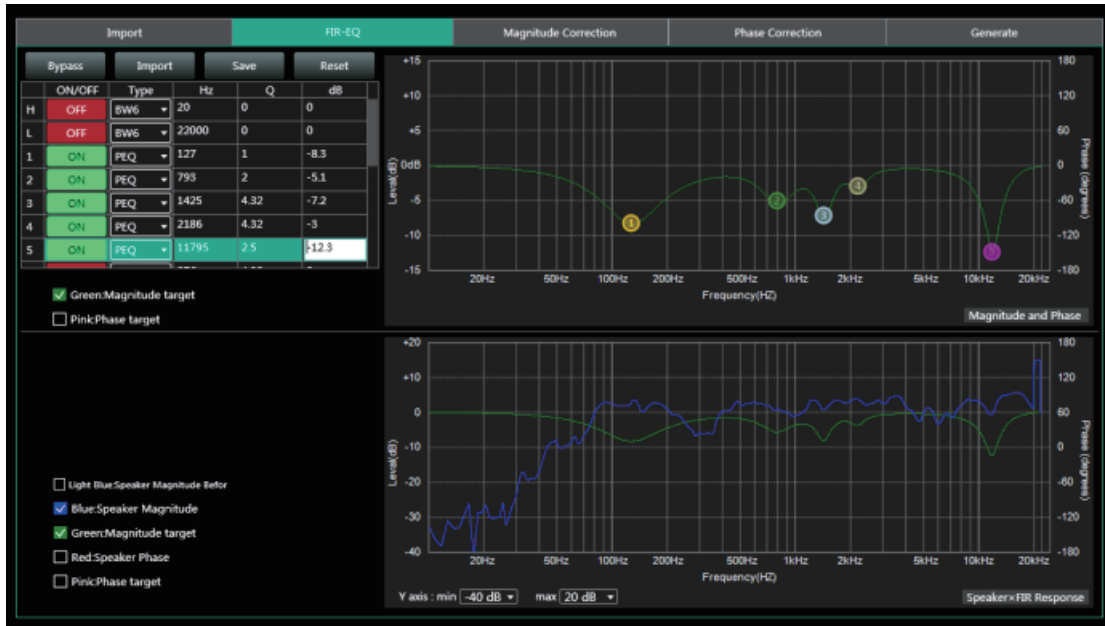 Import FIR-EQ Magnitude Correction Phase Correction Generate
Bypass Import Save Reset
ON/OFF Type Hz Q dB
H OFF BW6 20 0 0
L OFF BW6 22000 0 0
1 ON PEQ 127 1 -8.3
2 ON PEQ 793 2 -5.1
3 ON PEQ 1425 4.32 -7.2
4 ON PEQ 2186 4.32 -3
5 ON PEQ 11795 2.5 -12.3
Green:Magnitude target
Pink:Phase target
+15 180
+10 120
+5 60
0dB 0
-5 -60
-10 -120
-15 -180
Leval(dB)
Phase (degrees)
1 2 3 4 5
20Hz 50Hz 100Hz 200Hz 500Hz 1kHz 2kHz 5kHz 10kHz 20kHz
Frequency(HZ)
Magnitude and Phase
+20 180
+10 120
0 60
-10 0
-20 -60
-30 -120
-40 -180
Leval(dB)
Phase (degrees)
20Hz 50Hz 100Hz 200Hz 500Hz 1kHz 2kHz 5kHz 10kHz 20kHz
Frequency(HZ)
Light Blue:Speaker Magnitude Befor
Blue:Speaker Magnitude
Green:Magnitude target
Red:Speaker Phase
Pink:Phase target
Y axis : min -40 dB max 20 dB
Speaker×FIR Response